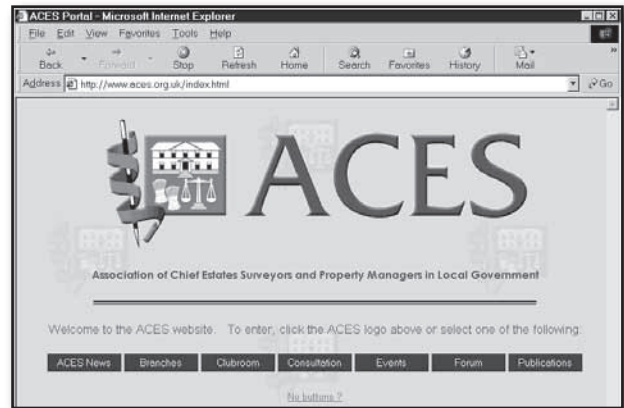 ACES Portal - Microsoft Internet Explorer
File Edit View Favorites Tools Help
Back Forward Stop Refresh Home Search Favorites History Mail »
Address http://www.aces.org.uk/index.html Go
ACES
Association of Chief Estates Surveyors and Property Managers in Local Government
Welcome to the ACES website. To enter, click the ACES logo above or select one of the following:
ACES News Branches Clubroom Consultation Events Forum Publications
No buttons ?